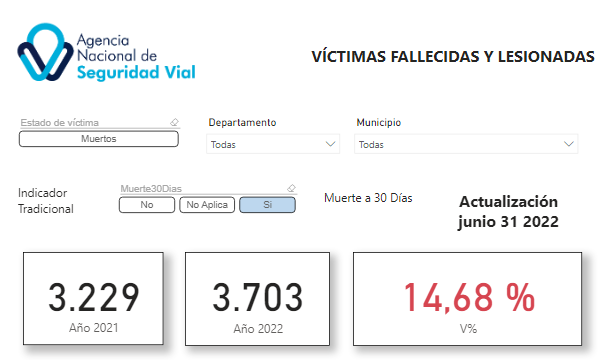 Agencia
Nacional de
Seguridad Vial
VÍCTIMAS FALLECIDAS Y LESIONADAS
Estado de víctima
Muertos
Departamento
Todas
Municipio
Todas
Indicador
Tradicional
Muerte30Dias
No
No Aplica
Si
Muerte a 30 Días
Actualización
junio 31 2022
3.229
Año 2021
3.703
Año 2022
14,68 %
V%